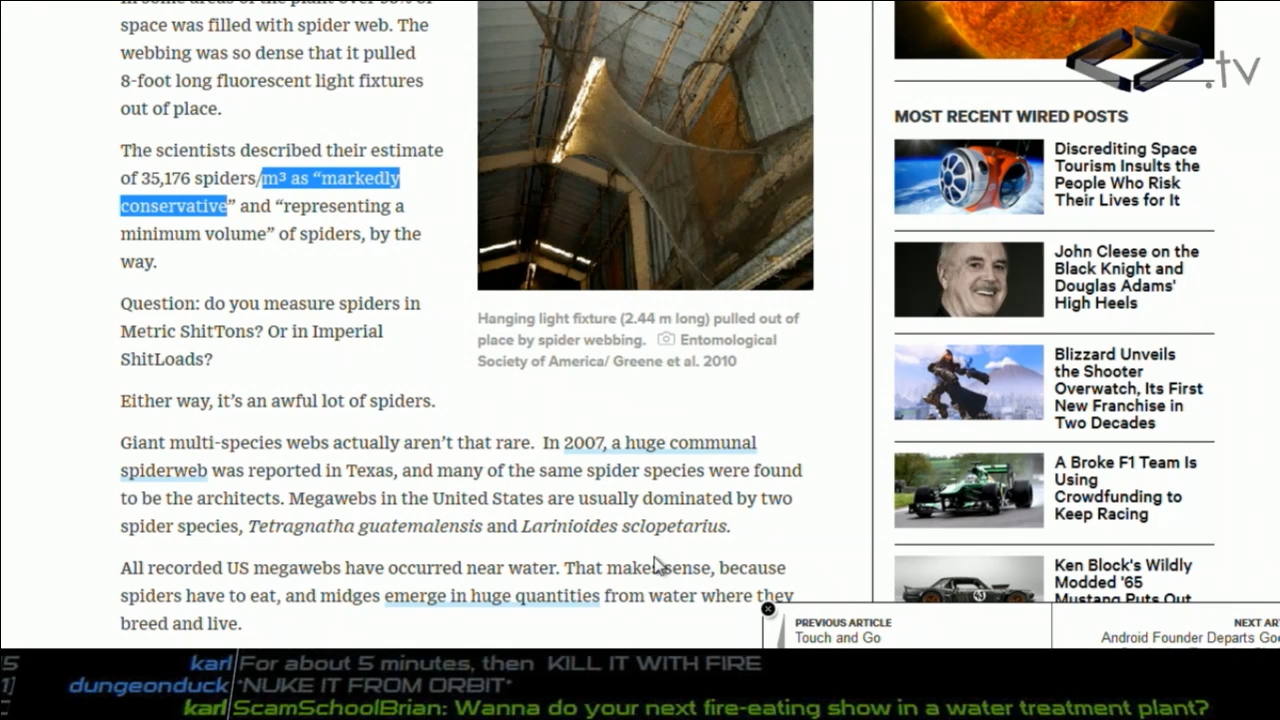 space was filled with spider web. The
webbing was so dense that it pulled
8-foot long fluorescent light fixtures
out of place.
The scientists described their estimate
of 35,176 spiders/m³ as “markedly
conservative” and “representing a
minimum volume” of spiders, by the
way.
Question: do you measure spiders in
Metric ShitTons? Or in Imperial
ShitLoads?
Either way, it’s an awful lot of spiders.
Hanging light fixture (2.44 m long) pulled out of
place by spider webbing. Entomological
Society of America/ Greene et al. 2010
Giant multi-species webs actually aren’t that rare. In 2007, a huge communal
spiderweb was reported in Texas, and many of the same spider species were found
to be the architects. Megawebs in the United States are usually dominated by two
spider species, Tetragnatha guatemalensis and Larinioides sclopetarius.
All recorded US megawebs have occurred near water. That makes sense, because
spiders have to eat, and midges emerge in huge quantities from water where they
breed and live.
.tv
MOST RECENT WIRED POSTS
Discrediting Space
Tourism Insults the
People Who Risk
Their Lives for It
John Cleese on the
Black Knight and
Douglas Adams'
High Heels
Blizzard Unveils
the Shooter
Overwatch, Its First
New Franchise in
Two Decades
A Broke F1 Team Is
Using
Crowdfunding to
Keep Racing
Ken Block's Wildly
Modded '65
Mustang Puts Out
43
PREVIOUS ARTICLE
Touch and Go
NEXT AR
Android Founder Departs Go
5 karl For about 5 minutes, then KILL IT WITH FIRE
1] dungeonduck *NUKE IT FROM ORBIT*
karl ScamSchoolBrian: Wanna do your next fire-eating show in a water treatment plant?